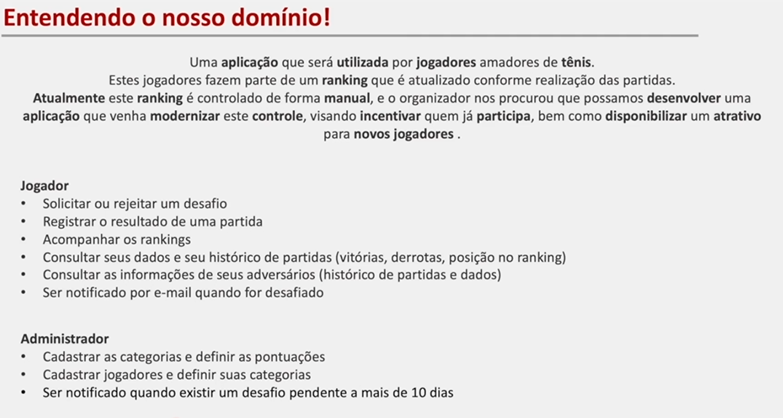 Entendendo o nosso domínio!
Uma aplicação que será utilizada por jogadores amadores de tênis.
Estes jogadores fazem parte de um ranking que é atualizado conforme realização das partidas.
Atualmente este ranking é controlado de forma manual, e o organizador nos procurou que possamos desenvolver uma
aplicação que venha modernizar este controle, visando incentivar quem já participa, bem como disponibilizar um atrativo
para novos jogadores .
Jogador
• Solicitar ou rejeitar um desafio
• Registrar o resultado de uma partida
• Acompanhar os rankings
• Consultar seus dados e seu histórico de partidas (vitórias, derrotas, posição no ranking)
• Consultar as informações de seus adversários (histórico de partidas e dados)
• Ser notificado por e-mail quando for desafiado
Administrador
• Cadastrar as categorias e definir as pontuações
• Cadastrar jogadores e definir suas categorias
• Ser notificado quando existir um desafio pendente a mais de 10 dias